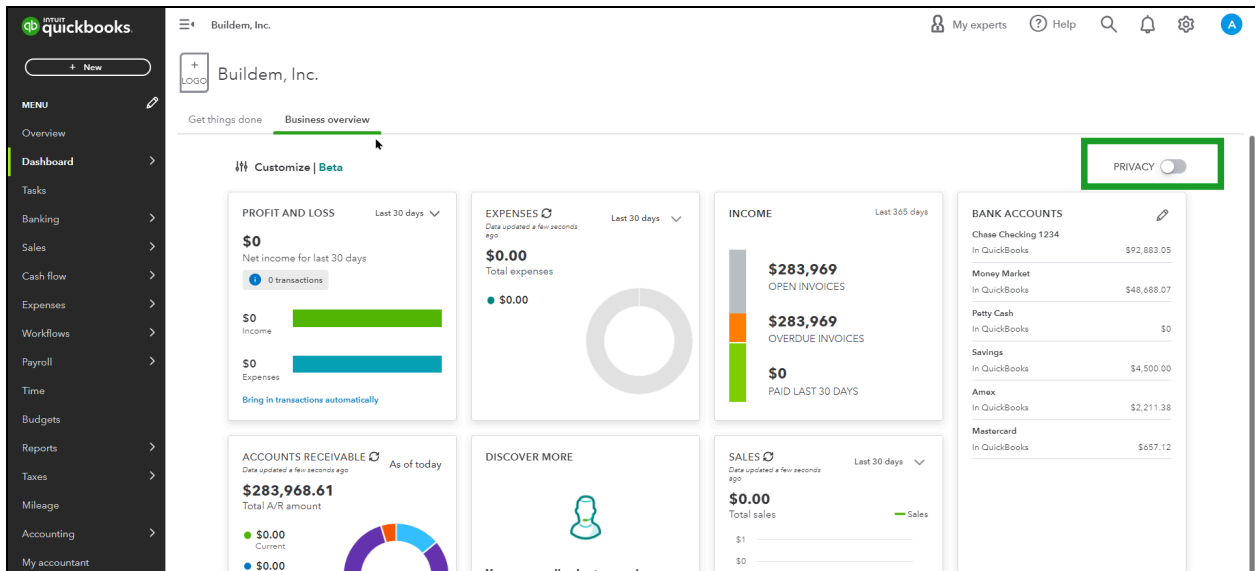 INTUIT
quickbooks.
Buildem, Inc.
My experts
Help
A
+ New
MENU
Overview
Dashboard
Tasks
Banking
Sales
Cash flow
Expenses
Workflows
Payroll
Time
Budgets
Reports
Taxes
Mileage
Accounting
My accountant
+
LOGO
Buildem, Inc.
Get things done
Business overview
Customize | Beta
PRIVACY
PROFIT AND LOSS
Last 30 days
$0
Net income for last 30 days
0 transactions
$0
Income
$0
Expenses
Bring in transactions automatically
EXPENSES
Last 30 days
Data updated a few seconds
ago
$0.00
Total expenses
$0.00
INCOME
Last 365 days
$283,969
OPEN INVOICES
$283,969
OVERDUE INVOICES
$0
PAID LAST 30 DAYS
BANK ACCOUNTS
Chase Checking 1234
In QuickBooks $92,883.05
Money Market
In QuickBooks $48,688.07
Petty Cash
In QuickBooks $0
Savings
In QuickBooks $4,500.00
Amex
In QuickBooks $2,211.38
Mastercard
In QuickBooks $657.12
ACCOUNTS RECEIVABLE
As of today
Data updated a few seconds ago
$283,968.61
Total A/R amount
$0.00
Current
$0.00
DISCOVER MORE
SALES
Last 30 days
Data updated a few seconds
ago
$0.00
Total sales
Sales
$1
$0